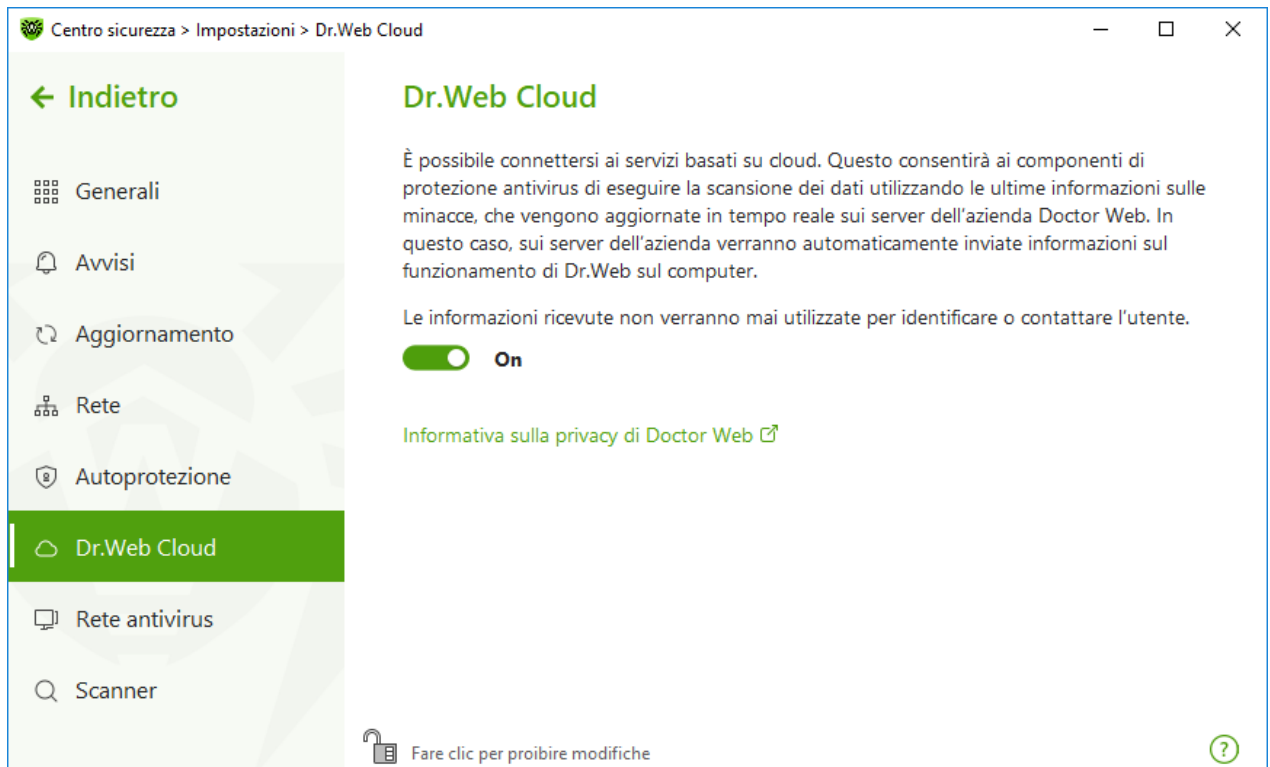 Centro sicurezza > Impostazioni > Dr.Web Cloud
Indietro
Generali
Avvisi
Aggiornamento
Rete
Autoprotezione
Dr.Web Cloud
Rete antivirus
Scanner
Dr.Web Cloud
È possibile connettersi ai servizi basati su cloud. Questo consentirà ai componenti di
protezione antivirus di eseguire la scansione dei dati utilizzando le ultime informazioni sulle
minacce, che vengono aggiornate in tempo reale sui server dell'azienda Doctor Web. In
questo caso, sui server dell'azienda verranno automaticamente inviate informazioni sul
funzionamento di Dr.Web sul computer.
Le informazioni ricevute non verranno mai utilizzate per identificare o contattare l'utente.
On
Informativa sulla privacy di Doctor Web
Fare clic per proibire modifiche
?